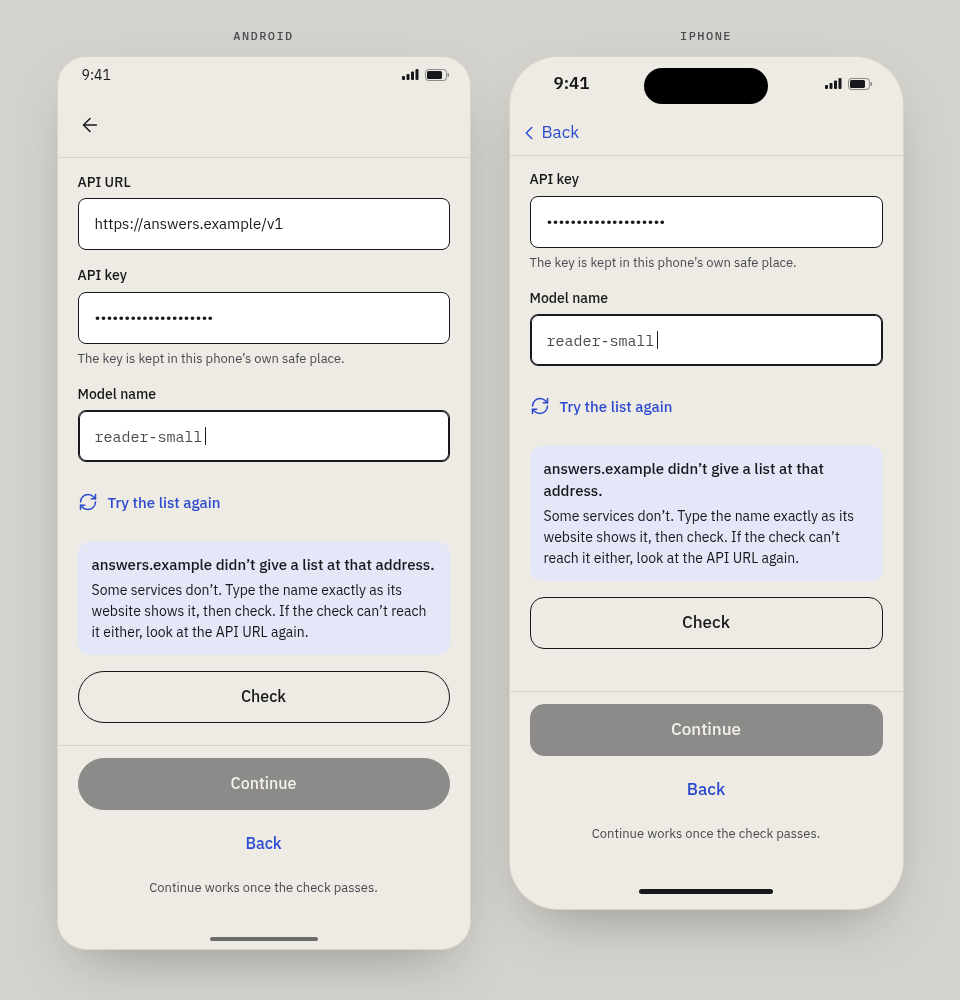 ANDROID
9:41
API URL
https://answers.example/v1
API key
••••••••••••••••••••
The key is kept in this phone’s own safe place.
Model name
reader-small
Try the list again
answers.example didn’t give a list at that address.
Some services don’t. Type the name exactly as its
website shows it, then check. If the check can’t reach
it either, look at the API URL again.
Check
Continue
Back
Continue works once the check passes.
IPHONE
9:41
Back
API key
••••••••••••••••••••
The key is kept in this phone’s own safe place.
Model name
reader-small
Try the list again
answers.example didn’t give a list at that
address.
Some services don’t. Type the name exactly as its
website shows it, then check. If the check can’t
reach it either, look at the API URL again.
Check
Continue
Back
Continue works once the check passes.